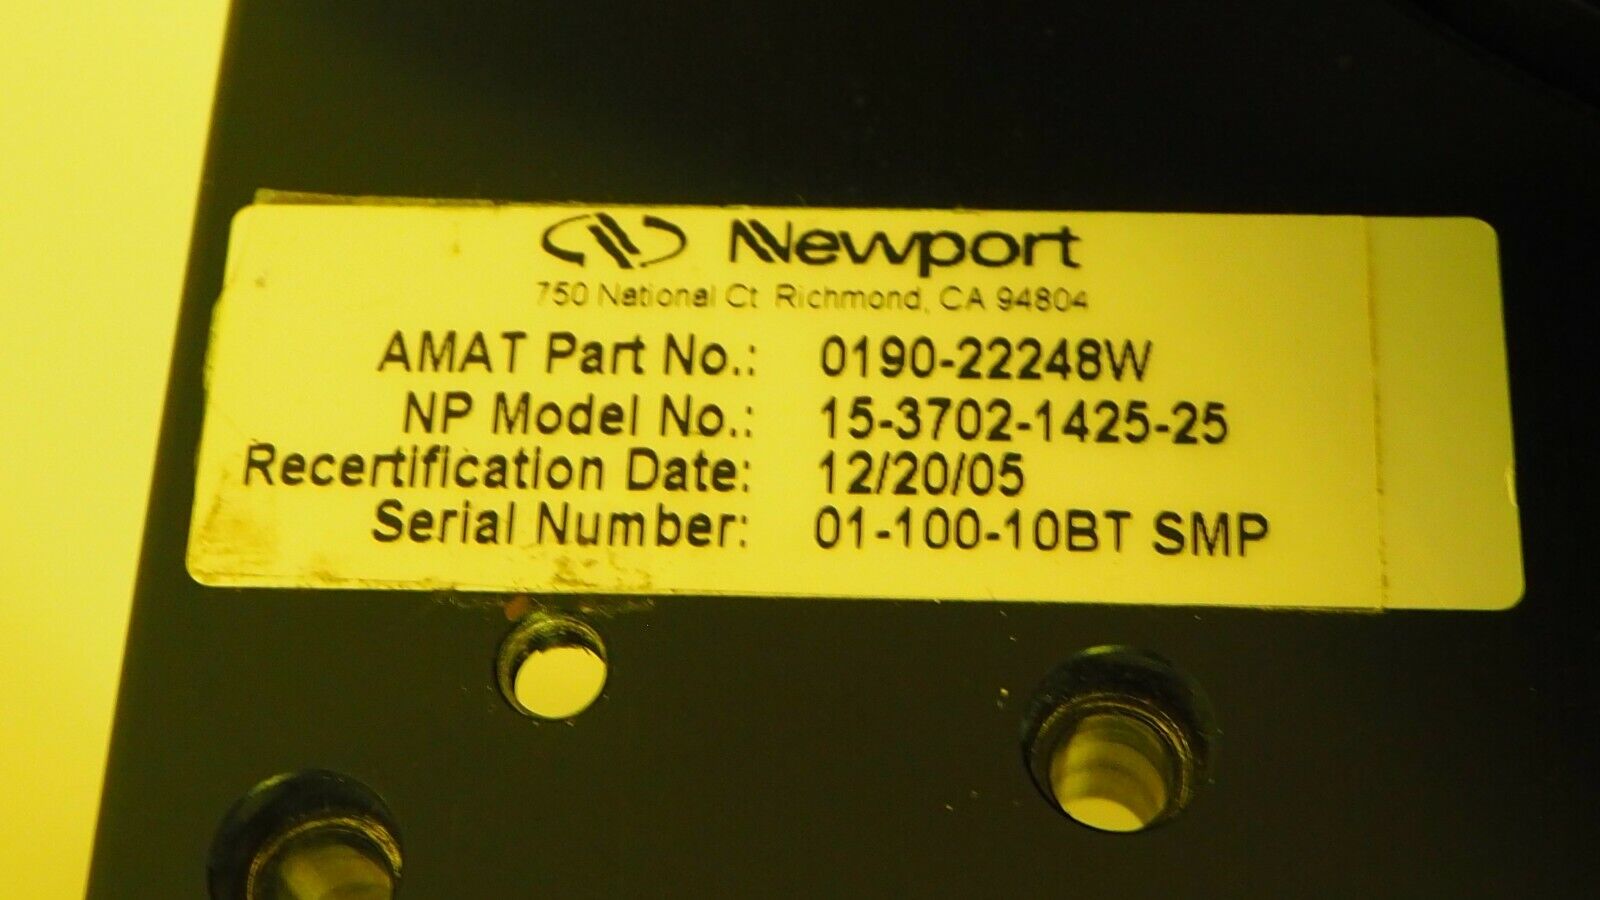 Newport
750 National Ct Richmond, CA 94804
AMAT Part No.: 0190-22248W
NP Model No.: 15-3702-1425-25
Recertification Date: 12/20/05
Serial Number: 01-100-10BT SMP